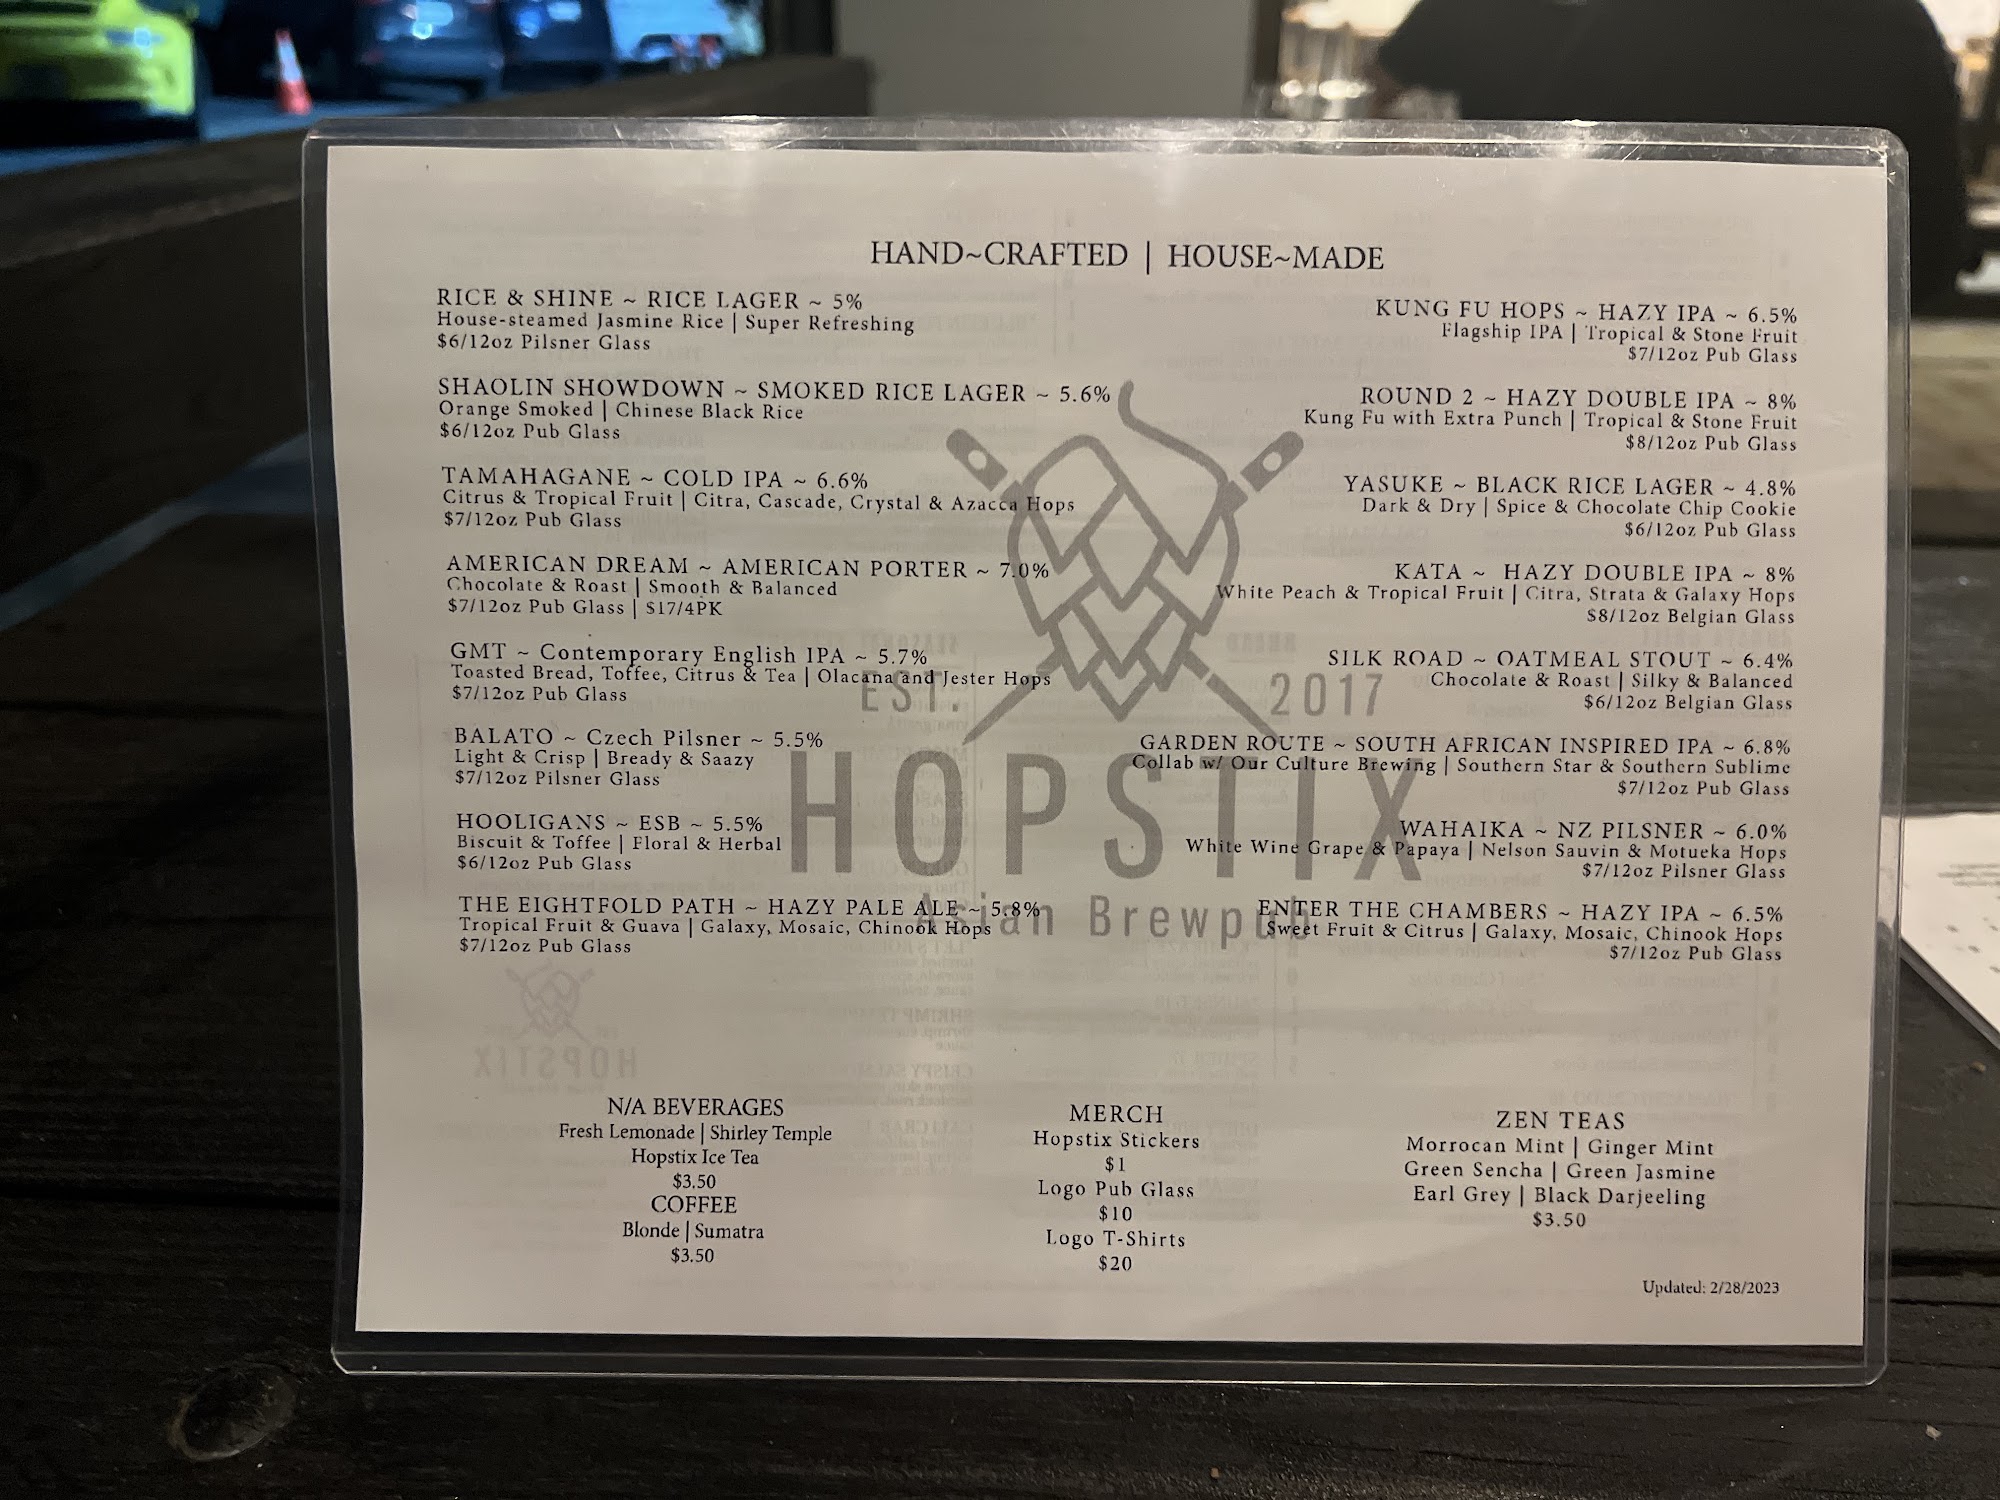 HAND~CRAFTED | HOUSE~MADE
RICE & SHINE ~ RICE LAGER ~ 5%
House-steamed Jasmine Rice | Super Refreshing
$6/12oz Pilsner Glass
SHAOLIN SHOWDOWN ~ SMOKED RICE LAGER ~ 5.6%
Orange Smoked | Chinese Black Rice
$6/12oz Pub Glass
TAMAHAGANE ~ COLD IPA ~ 6.6%
Citrus & Tropical Fruit | Citra, Cascade, Crystal & Azacca Hops
$7/12oz Pub Glass
AMERICAN DREAM ~ AMERICAN PORTER ~ 7.0%
Chocolate & Roast | Smooth & Balanced
$7/12oz Pub Glass | $17/4PK
GMT ~ Contemporary English IPA ~ 5.7%
Toasted Bread, Toffee, Citrus & Tea | Olacana and Jester Hops
$7/12oz Pub Glass
BALATO ~ Czech Pilsner ~ 5.5%
Light & Crisp | Bready & Saazy
$7/12oz Pilsner Glass
HOOLIGANS ~ ESB ~ 5.5%
Biscuit & Toffee | Floral & Herbal
$6/12oz Pub Glass
THE EIGHTFOLD PATH ~ HAZY PALE ALE ~ 5.8%
Tropical Fruit & Guava | Galaxy, Mosaic, Chinook Hops
$7/12oz Pub Glass
KUNG FU HOPS ~ HAZY IPA ~ 6.5%
Flagship IPA | Tropical & Stone Fruit
$7/12oz Pub Glass
ROUND 2 ~ HAZY DOUBLE IPA ~ 8%
Kung Fu with Extra Punch | Tropical & Stone Fruit
$8/12oz Pub Glass
YASUKE ~ BLACK RICE LAGER ~ 4.8%
Dark & Dry | Spice & Chocolate Chip Cookie
$6/12oz Pub Glass
KATA ~ HAZY DOUBLE IPA ~ 8%
White Peach & Tropical Fruit | Citra, Strata & Galaxy Hops
$8/12oz Belgian Glass
SILK ROAD ~ OATMEAL STOUT ~ 6.4%
Chocolate & Roast | Silky & Balanced
$6/12oz Belgian Glass
GARDEN ROUTE ~ SOUTH AFRICAN INSPIRED IPA ~ 6.8%
Collab w/ Our Culture Brewing | Southern Star & Southern Sublime
$7/12oz Pub Glass
WAHAIKA ~ NZ PILSNER ~ 6.0%
White Wine Grape & Papaya | Nelson Sauvin & Motueka Hops
$7/12oz Pilsner Glass
ENTER THE CHAMBERS ~ HAZY IPA ~ 6.5%
Sweet Fruit & Citrus | Galaxy, Mosaic, Chinook Hops
$7/12oz Pub Glass
EST. 2017
HOPSTIX
Asian Brewpub
N/A BEVERAGES
Fresh Lemonade | Shirley Temple
Hopstix Ice Tea
$3.50
COFFEE
Blonde | Sumatra
$3.50
MERCH
Hopstix Stickers
$1
Logo Pub Glass
$10
Logo T-Shirts
$20
ZEN TEAS
Morrocan Mint | Ginger Mint
Green Sencha | Green Jasmine
Earl Grey | Black Darjeeling
$3.50
Updated: 2/28/2023